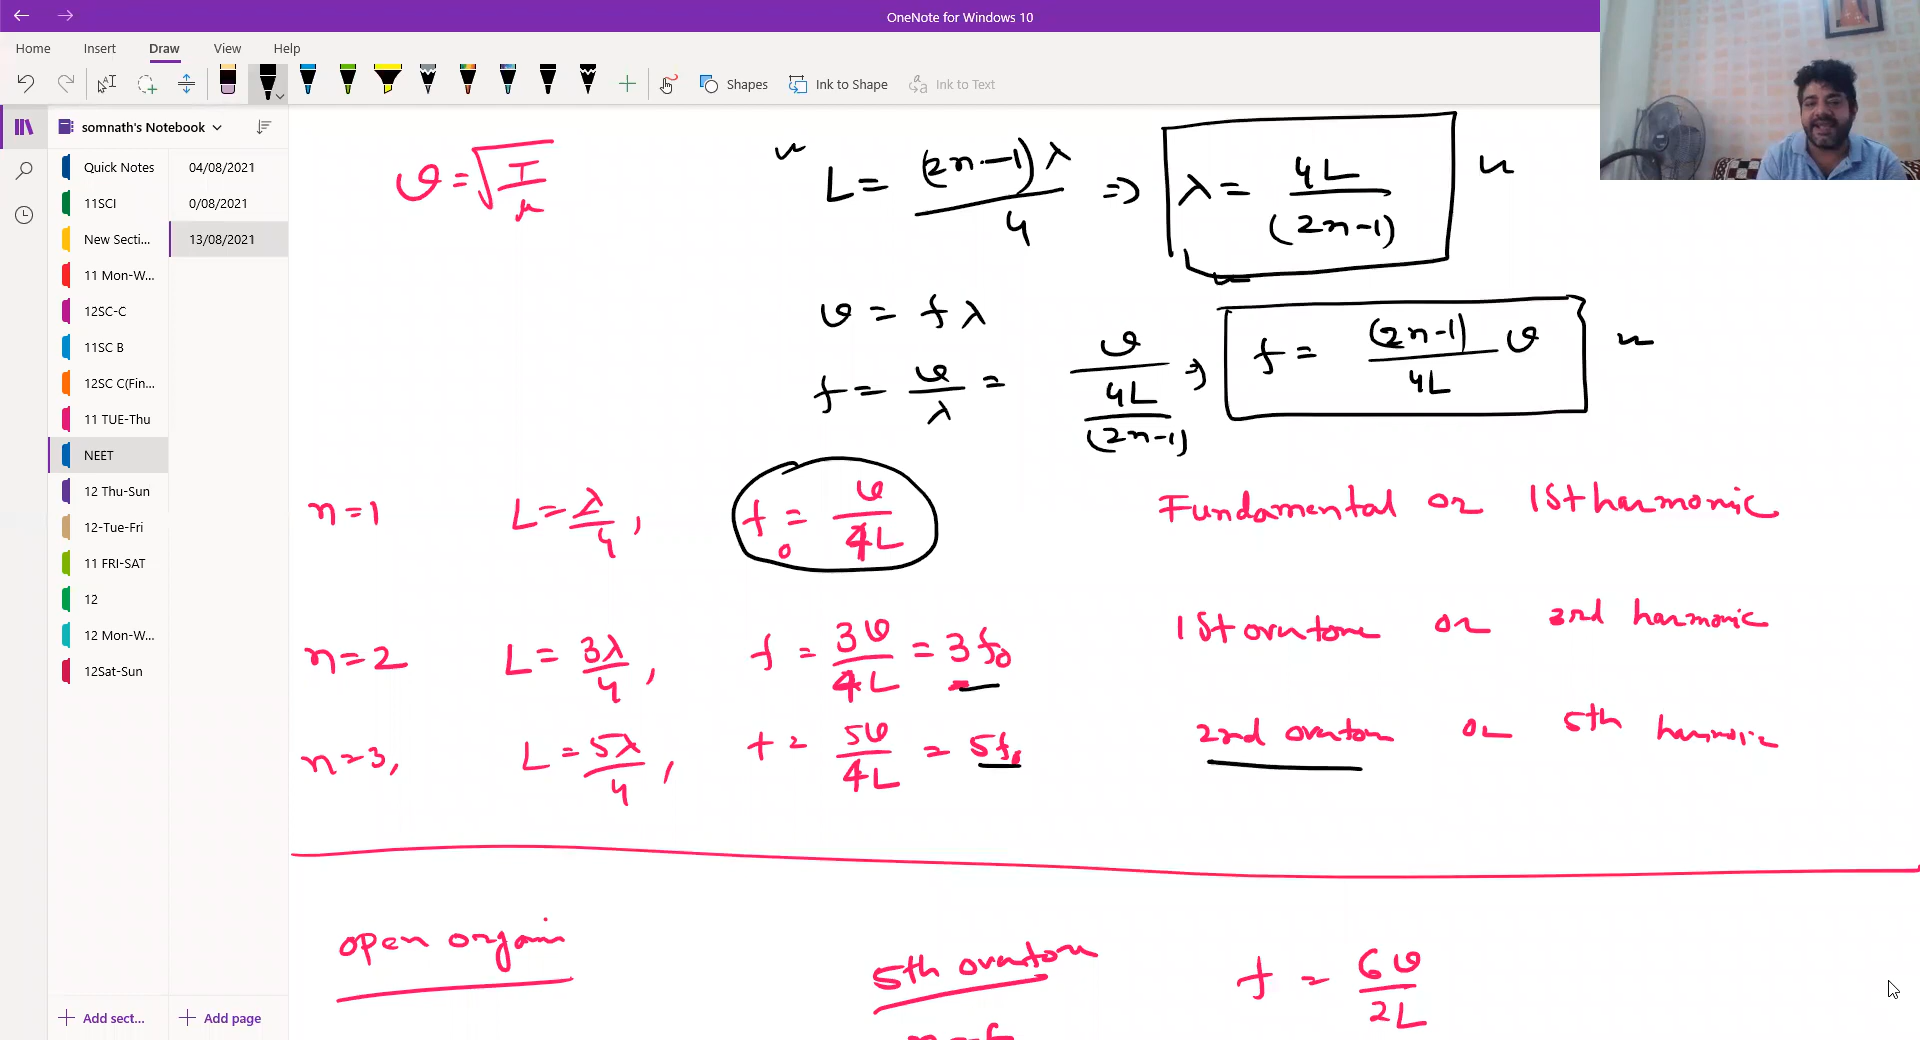 OneNote for Windows 10
Home Insert Draw View Help
Shapes Ink to Shape Ink to Text
somnath's Notebook
Quick Notes
11SCI
New Secti...
11 Mon-W...
12SC-C
11SC B
12SC C(Fin...
11 TUE-Thu
NEET
12 Thu-Sun
12-Tue-Fri
11 FRI-SAT
12
12 Mon-W...
12Sat-Sun
Add sect...
04/08/2021
0/08/2021
13/08/2021
Add page
v = √(T/μ)
L = (2n-1)λ/4 ⇒ λ = 4L/(2n-1)
v = fλ
f = v/λ = v/(4L/(2n-1)) ⇒ f = (2n-1)/4L v
n=1 L=λ/4, f₀ = v/4L Fundamental or 1st harmonic
n=2 L=3λ/4, f = 3v/4L = 3f₀ 1st overtone or 3rd harmonic
n=3, L=5λ/4, f = 5v/4L = 5f₀ 2nd overtone or 5th harmonic
open organ
5th overtone f = 6v/2L